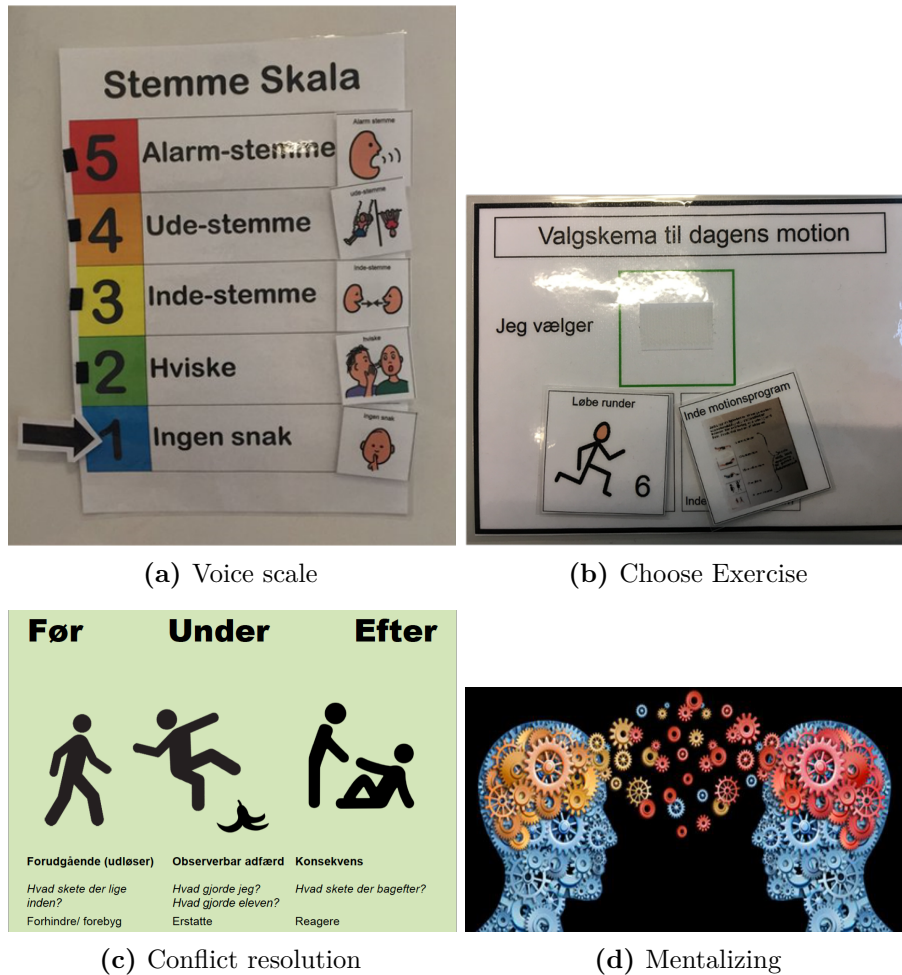 Stemme Skala
5 Alarm-stemme
Alarm stemme
4 Ude-stemme
ude-stemme
3 Inde-stemme
Inde-stemme
2 Hviske
hviske
1 Ingen snak
Ingen snak
(a) Voice scale
Valgskema til dagens motion
Jeg vælger
Løbe runder
6
Inde motionsprogram
Inde
(b) Choose Exercise
Før Under Efter
Forudgående (udløser) Observerbar adfærd Konsekvens
Hvad skete der lige Hvad gjorde jeg? Hvad skete der bagefter?
inden? Hvad gjorde eleven?
Forhindre/ forebyg Erstatte Reagere
(c) Conflict resolution
(d) Mentalizing